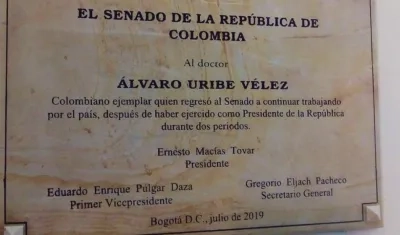 EL SENADO DE LA REPÚBLICA DE
COLOMBIA
Al doctor
ÁLVARO URIBE VÉLEZ
Colombiano ejemplar quien regresó al Senado a continuar trabajando
por el país, después de haber ejercido como Presidente de la República
durante dos periodos.
Ernesto Macías Tovar
Presidente
Eduardo Enrique Pulgar Daza
Primer Vicepresidente
Gregorio Eljach Pacheco
Secretario General
Bogotá D.C., julio de 2019